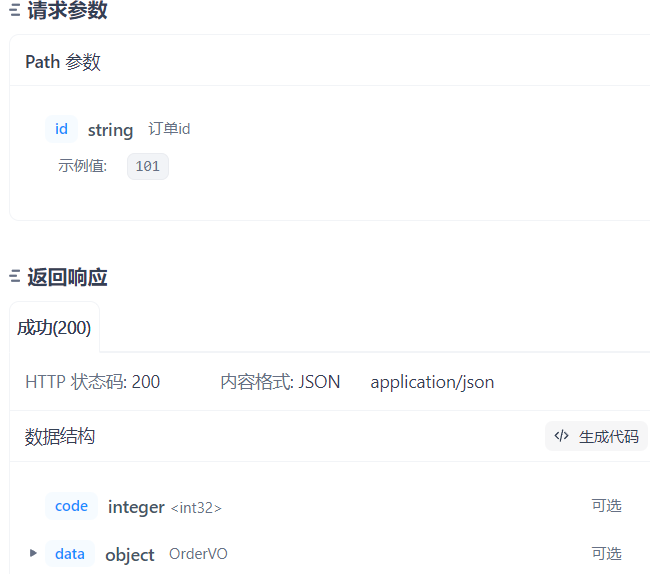 请求参数
Path 参数
id string 订单id
示例值: 101
返回响应
成功(200)
HTTP 状态码: 200 内容格式: JSON application/json
数据结构 生成代码
code integer <int32> 可选
data object OrderVO 可选